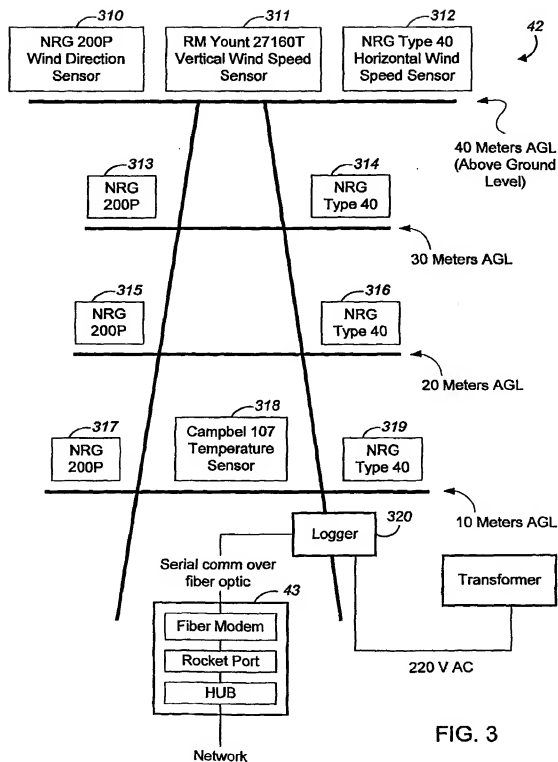 310
311
312
42
NRG 200P
Wind Direction
Sensor
RM Yount 27160T
Vertical Wind Speed
Sensor
NRG Type 40
Horizontal Wind
Speed Sensor
40 Meters AGL
(Above Ground
Level)
313
314
NRG
200P
NRG
Type 40
30 Meters AGL
315
316
NRG
200P
NRG
Type 40
20 Meters AGL
317
318
319
NRG
200P
Campbel 107
Temperature
Sensor
NRG
Type 40
10 Meters AGL
Logger
320
Serial comm over
fiber optic
Transformer
43
Fiber Modem
Rocket Port
HUB
220 V AC
Network
FIG. 3